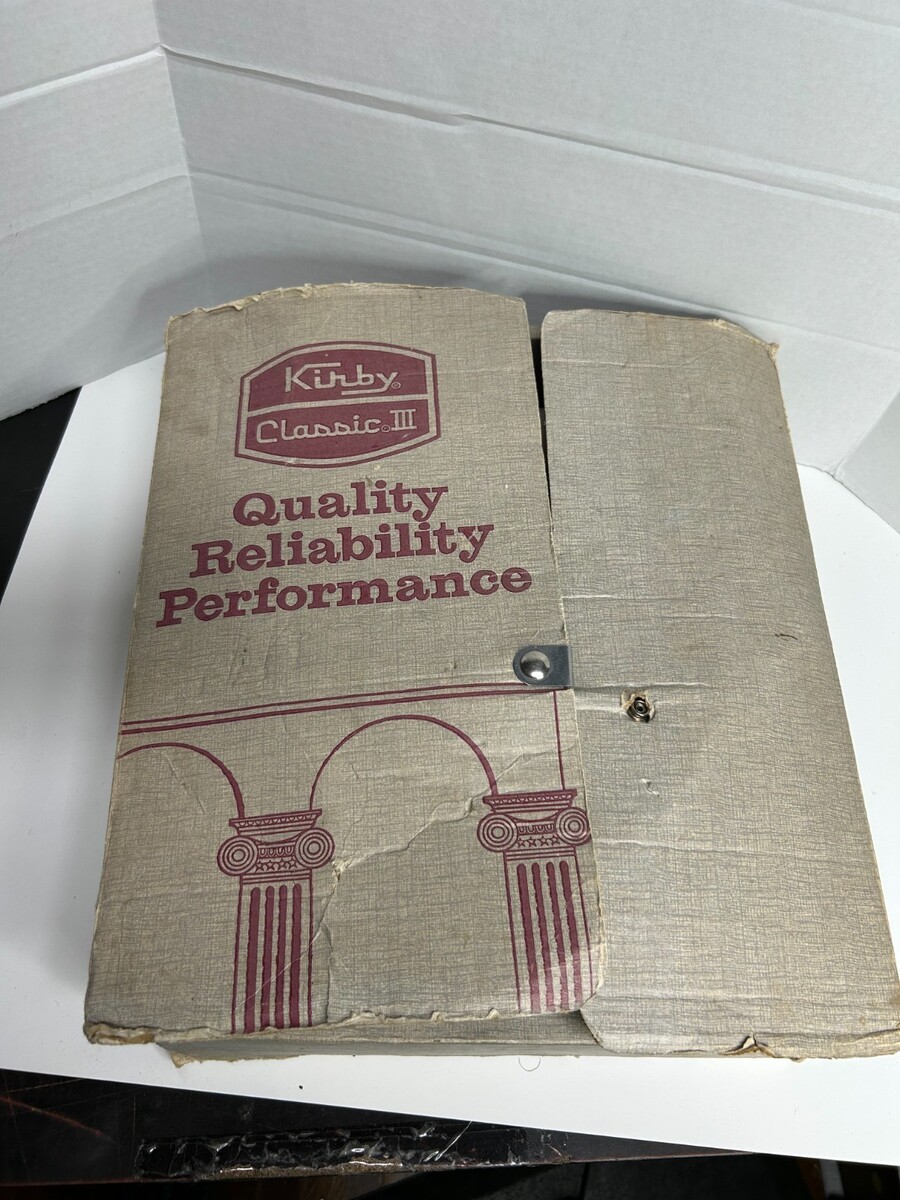 Kirby®
Classic® III
Quality
Reliability
Performance